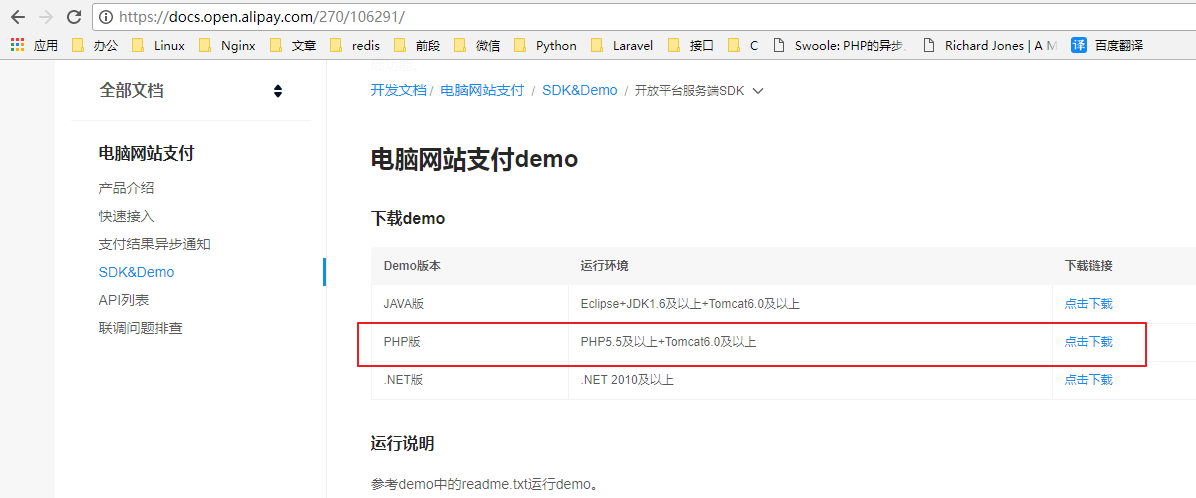 https://docs.open.alipay.com/270/106291/
应用 办公 Linux Nginx 文章 redis 前段 微信 Python Laravel 接口 C Swoole: PHP的异步 Richard Jones | A M 译 百度翻译
全部文档
开发文档 / 电脑网站支付 / SDK&Demo / 开放平台服务端SDK
电脑网站支付
产品介绍
快速接入
支付结果异步通知
SDK&Demo
API列表
联调问题排查
电脑网站支付demo
下载demo
Demo版本 运行环境 下载链接
JAVA版 Eclipse+JDK1.6及以上+Tomcat6.0及以上 点击下载
PHP版 PHP5.5及以上+Tomcat6.0及以上 点击下载
.NET版 .NET 2010及以上 点击下载
运行说明
参考demo中的readme.txt运行demo。